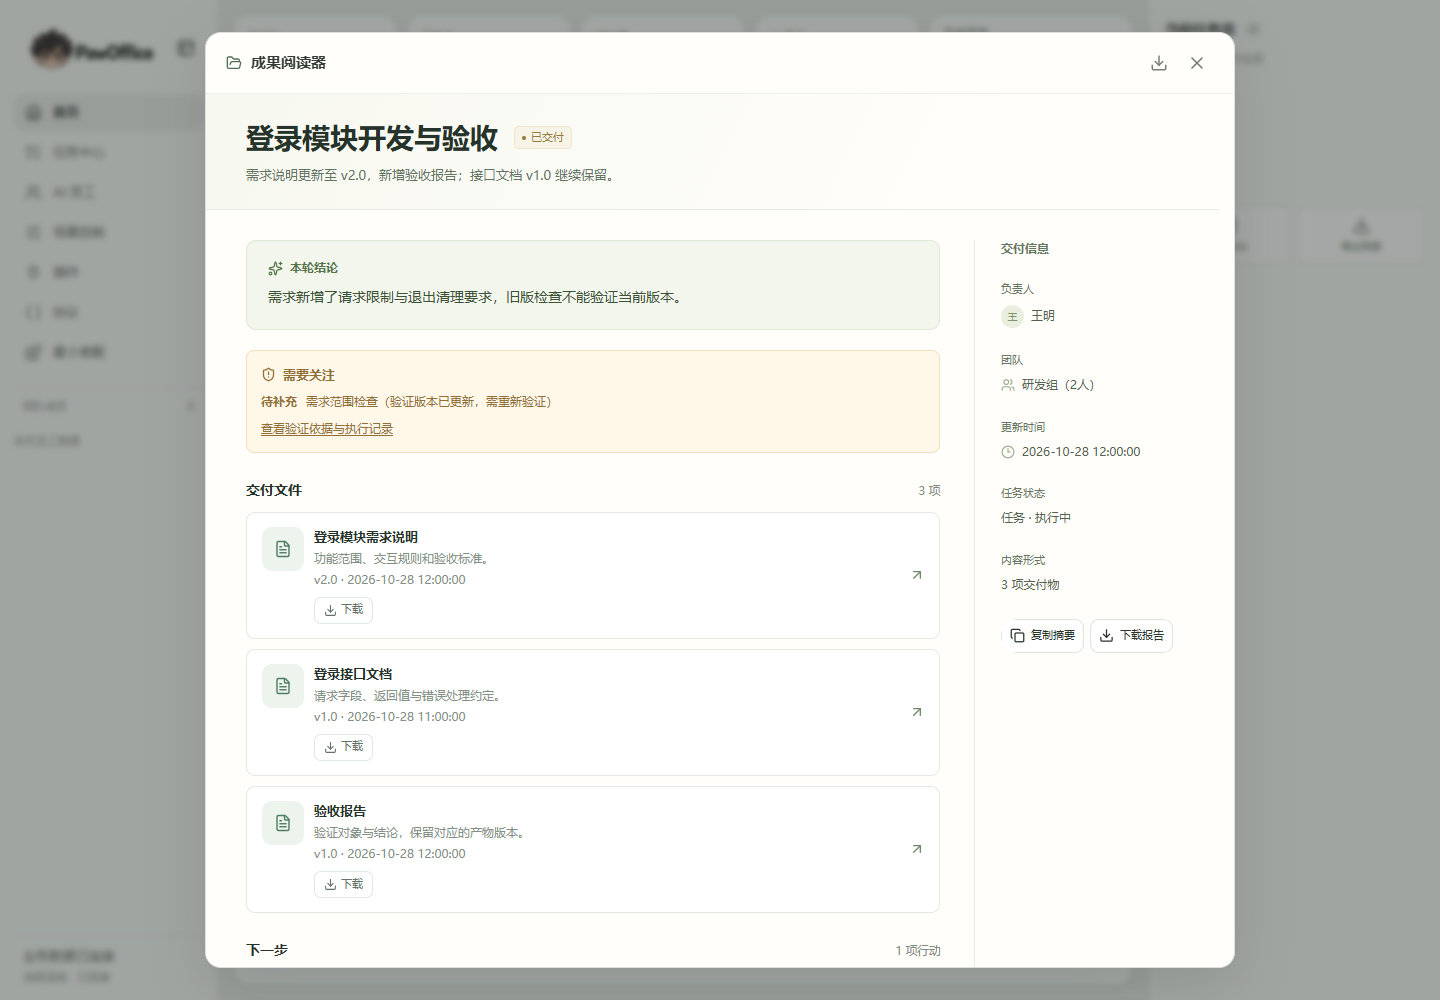 PawOffice
成果阅读器
登录模块开发与验收
已交付
需求说明更新至 v2.0，新增验收报告；接口文档 v1.0 继续保留。
本轮结论
需求新增了请求限制与退出清理要求，旧版检查不能验证当前版本。
需要关注
待补充 需求范围检查（验证版本已更新，需重新验证）
查看验证依据与执行记录
交付文件
3 项
登录模块需求说明
功能范围、交互规则和验收标准。
v2.0 · 2026-10-28 12:00:00
下载
登录接口文档
请求字段、返回值与错误处理约定。
v1.0 · 2026-10-28 11:00:00
下载
验收报告
验证对象与结论，保留对应的产物版本。
v1.0 · 2026-10-28 12:00:00
下载
下一步
1 项行动
交付信息
负责人
王 王明
团队
研发组（2人）
更新时间
2026-10-28 12:00:00
任务状态
任务 · 执行中
内容形式
3 项交付物
复制摘要
下载报告